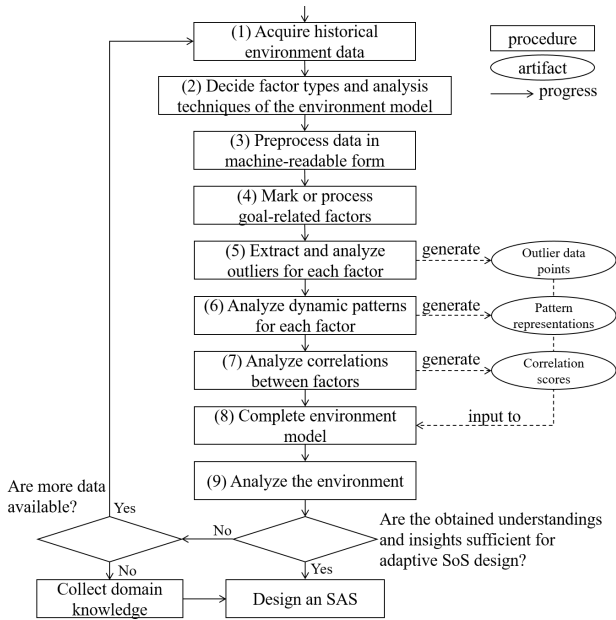 (1) Acquire historical
environment data
procedure
artifact
progress
(2) Decide factor types and analysis
techniques of the environment model
(3) Preprocess data in
machine-readable form
(4) Mark or process
goal-related factors
(5) Extract and analyze
outliers for each factor
generate
Outlier data
points
(6) Analyze dynamic patterns
for each factor
generate
Pattern
representations
(7) Analyze correlations
between factors
generate
Correlation
scores
(8) Complete environment
model
input to
(9) Analyze the environment
Are more data
available?
Yes
No
Are the obtained understandings
and insights sufficient for
adaptive SoS design?
No
Yes
Collect domain
knowledge
Design an SAS